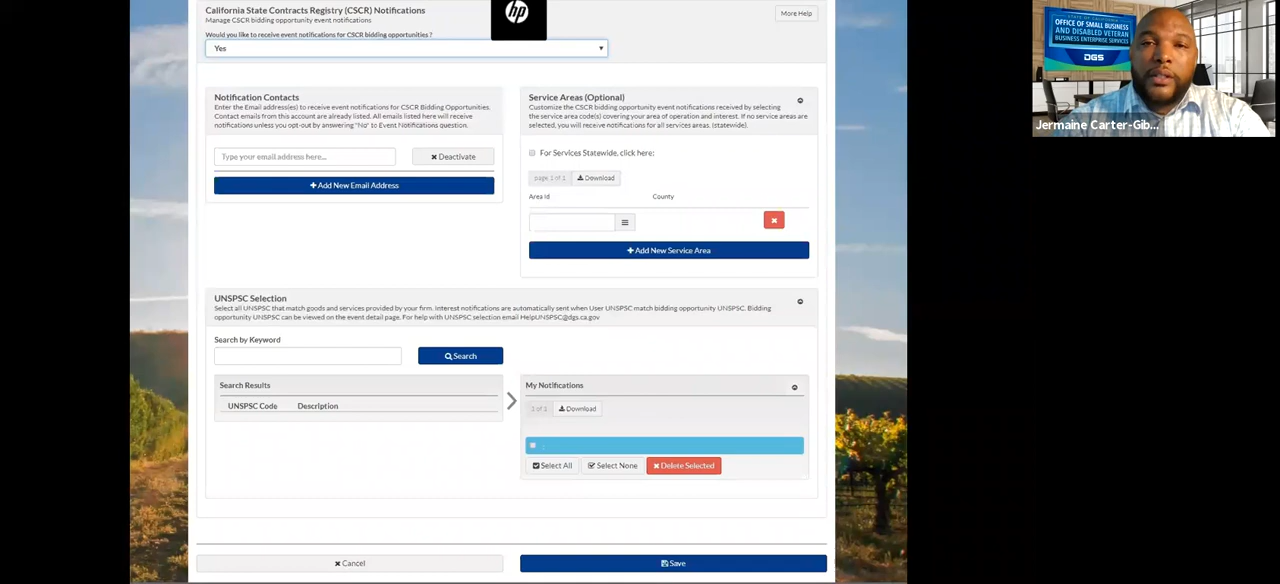 California State Contracts Registry (CSCR) Notifications
Manage CSCR bidding opportunity event notifications
More Help
hp
Would you like to receive event notifications for CSCR bidding opportunities ?
Yes
Notification Contacts
Enter the Email address(es) to receive event notifications for CSCR Bidding Opportunities.
Contact emails from this account are already listed. All emails listed here will receive
notifications unless you opt-out by answering "No" to Event Notifications question.
Type your email address here...
Deactivate
Add New Email Address
Service Areas (Optional)
Customize the CSCR bidding opportunity event notifications received by selecting
the service area code(s) covering your area of operation and interest. If no service areas are
selected, you will receive notifications for all services areas. (statewide).
For Services Statewide, click here:
page 1 of 1
Download
Area Id
County
Add New Service Area
UNSPSC Selection
Select all UNSPSC that match goods and services provided by your firm. Interest notifications are automatically sent when User UNSPSC match bidding opportunity UNSPSC. Bidding
opportunity UNSPSC can be viewed on the event detail page. For help with UNSPSC selection email HelpUNSPSC@dgs.ca.gov
Search by Keyword
Search
Search Results
UNSPSC Code
Description
My Notifications
1 of 1
Download
Select All
Select None
Delete Selected
Cancel
Save
STATE OF CALIFORNIA
OFFICE OF SMALL BUSINESS
AND DISABLED VETERAN
BUSINESS ENTERPRISE SERVICES
DGS
Jermaine Carter-Gib...